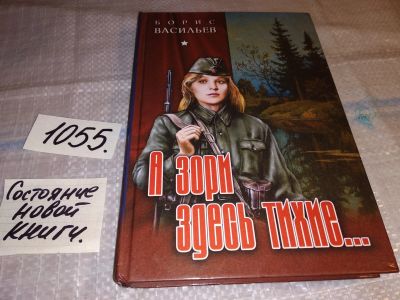 БОРИС
ВАСИЛЬЕВ
А зори
здесь тихие...
1055.
Состояние
новой
книги.